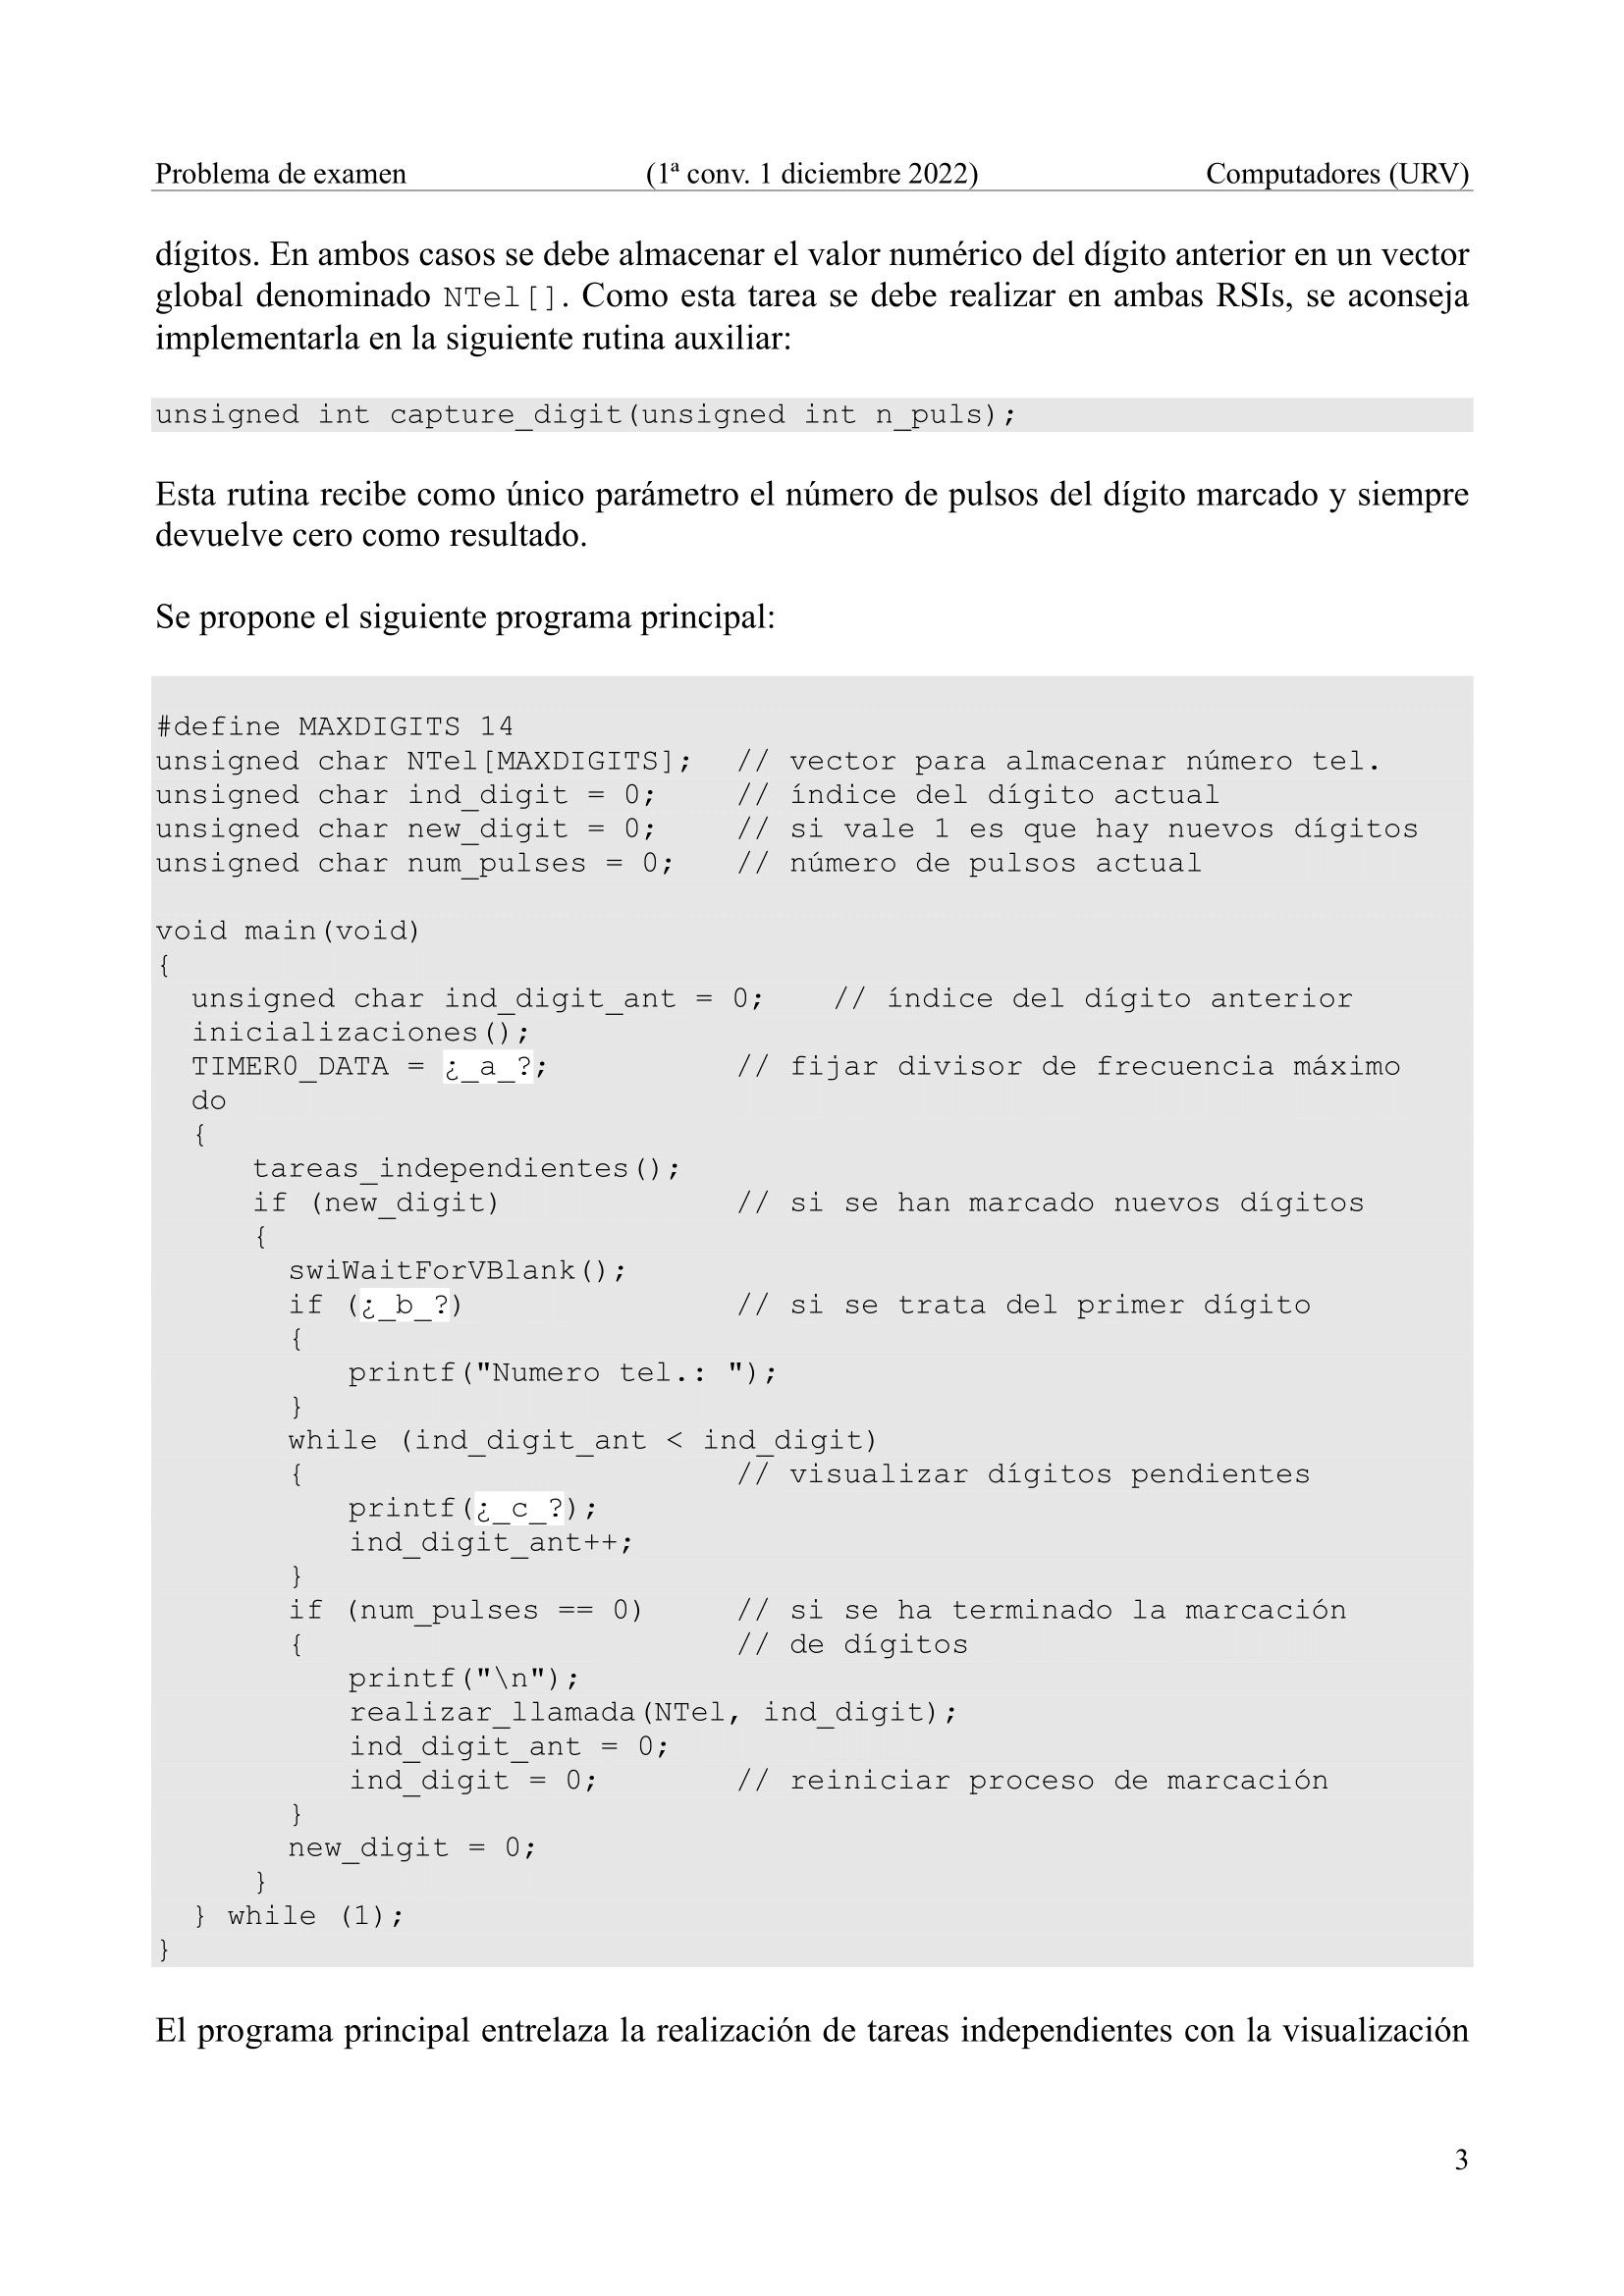 Problema de examen (1ª conv. 1 diciembre 2022) Computadores (URV)
dígitos. En ambos casos se debe almacenar el valor numérico del dígito anterior en un vector
global denominado NTel[]. Como esta tarea se debe realizar en ambas RSIs, se aconseja
implementarla en la siguiente rutina auxiliar:
unsigned int capture_digit(unsigned int n_puls);
Esta rutina recibe como único parámetro el número de pulsos del dígito marcado y siempre
devuelve cero como resultado.
Se propone el siguiente programa principal:
#define MAXDIGITS 14
unsigned char NTel[MAXDIGITS]; // vector para almacenar número tel.
unsigned char ind_digit = 0; // índice del dígito actual
unsigned char new_digit = 0; // si vale 1 es que hay nuevos dígitos
unsigned char num_pulses = 0; // número de pulsos actual
void main(void)
{
unsigned char ind_digit_ant = 0; // índice del dígito anterior
inicializaciones();
TIMER0_DATA = ¿_a_?; // fijar divisor de frecuencia máximo
do
{
tareas_independientes();
if (new_digit) // si se han marcado nuevos dígitos
{
swiWaitForVBlank();
if (¿_b_?) // si se trata del primer dígito
{
printf("Numero tel.: ");
}
while (ind_digit_ant < ind_digit)
{ // visualizar dígitos pendientes
printf(¿_c_?);
ind_digit_ant++;
}
if (num_pulses == 0) // si se ha terminado la marcación
{ // de dígitos
printf("\n");
realizar_llamada(NTel, ind_digit);
ind_digit_ant = 0;
ind_digit = 0; // reiniciar proceso de marcación
}
new_digit = 0;
}
} while (1);
}
El programa principal entrelaza la realización de tareas independientes con la visualización
3